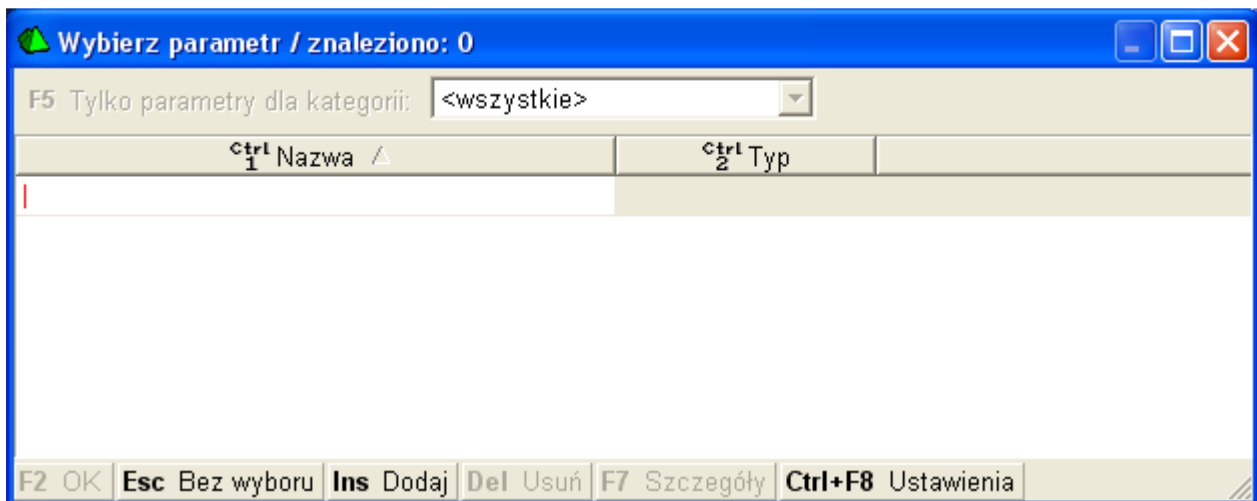 Wybierz parametr / znaleziono: 0
F5 Tylko parametry dla kategorii: <wszystkie>
Ctrl 1 Nazwa Ctrl 2 Typ
F2 OK Esc Bez wyboru Ins Dodaj Del Usuń F7 Szczegóły Ctrl+F8 Ustawienia